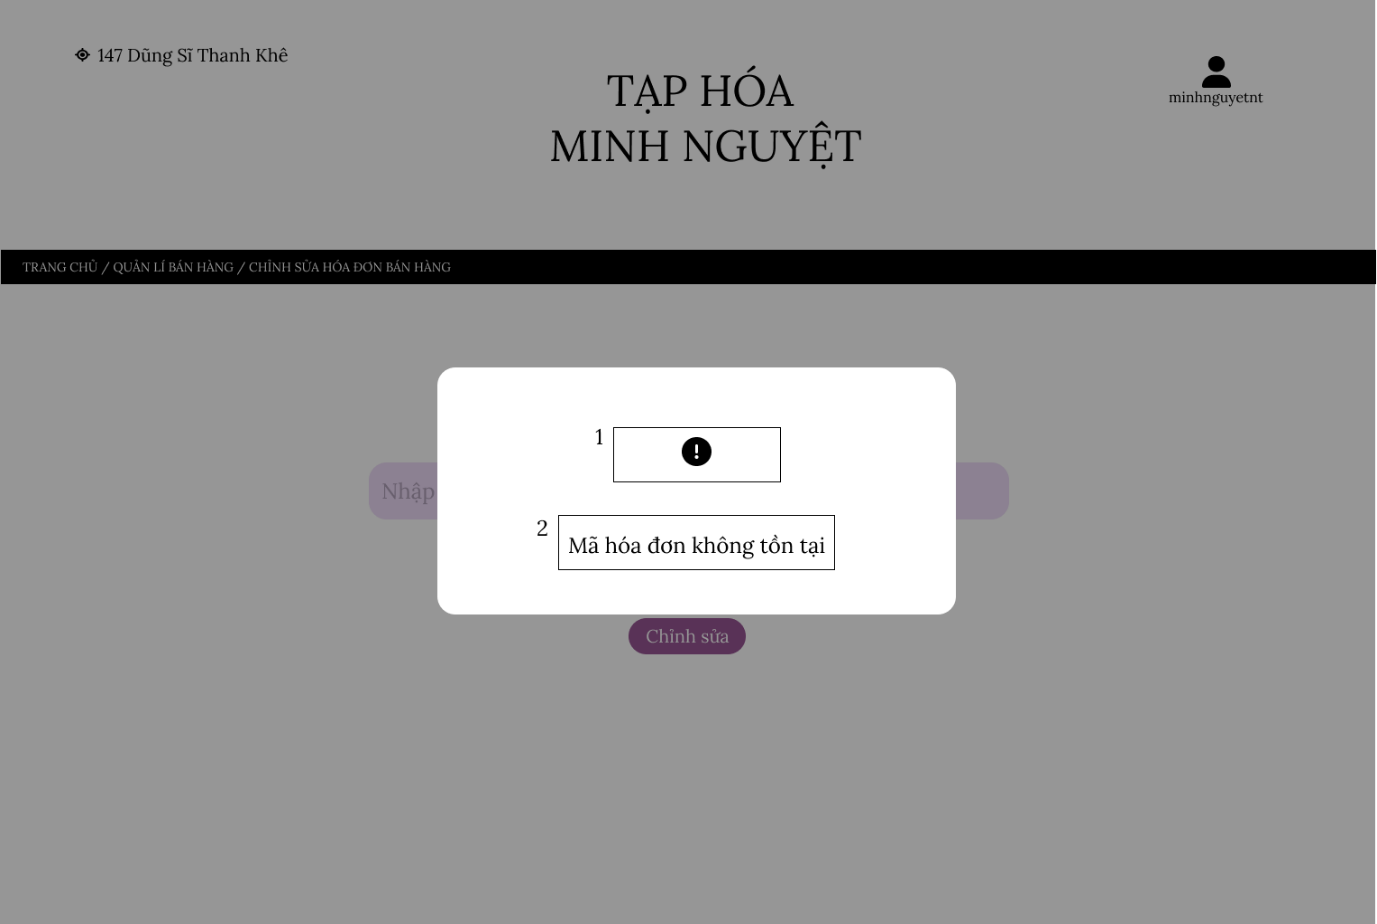 147 Dũng Sĩ Thanh Khê
TẠP HÓA
MINH NGUYỆT
minhnguyetnt
TRANG CHỦ / QUẢN LÍ BÁN HÀNG / CHỈNH SỬA HÓA ĐƠN BÁN HÀNG
1
Nhập
2
Mã hóa đơn không tồn tại
Chỉnh sửa